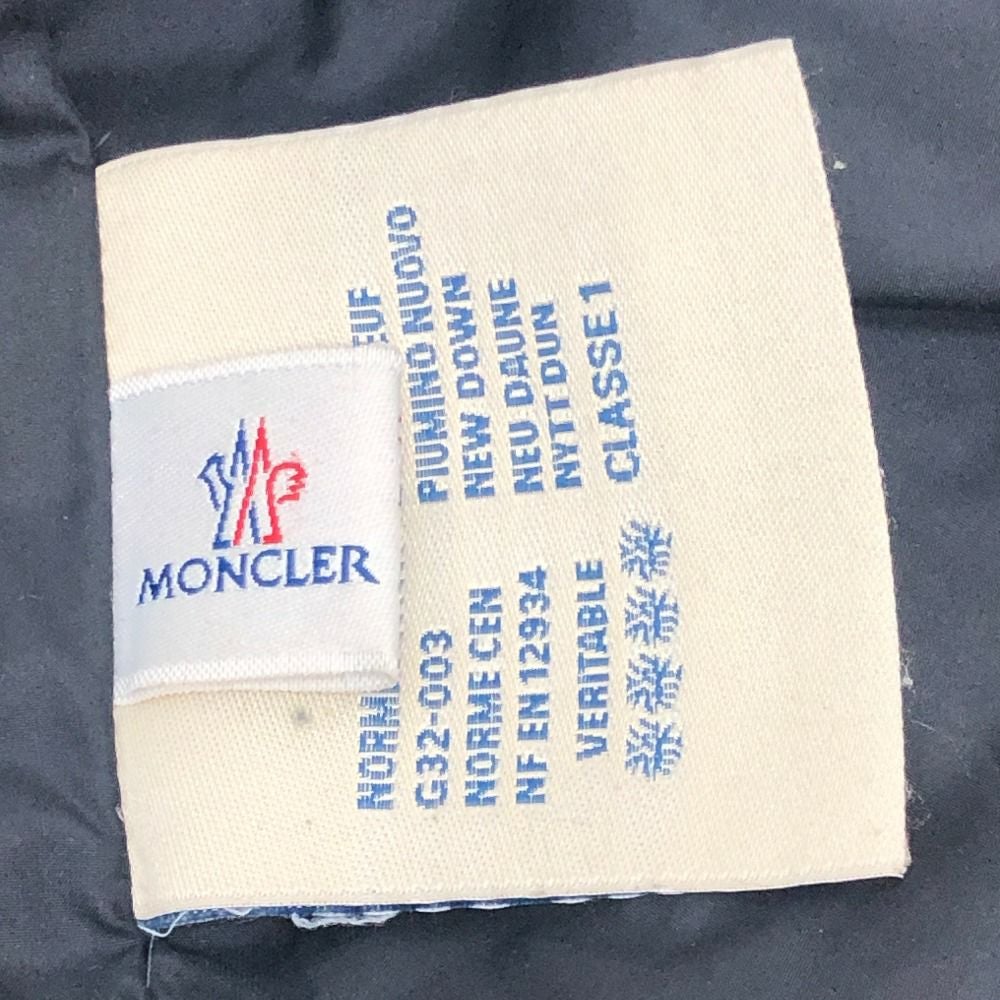 MONCLER
NORM
EUF
G32-003
PIUMINO NUOVO
NORME CEN
NEW DOWN
NF EN 12934
NEU DAUNE
NYTT DUN
VERITABLE
CLASSE 1